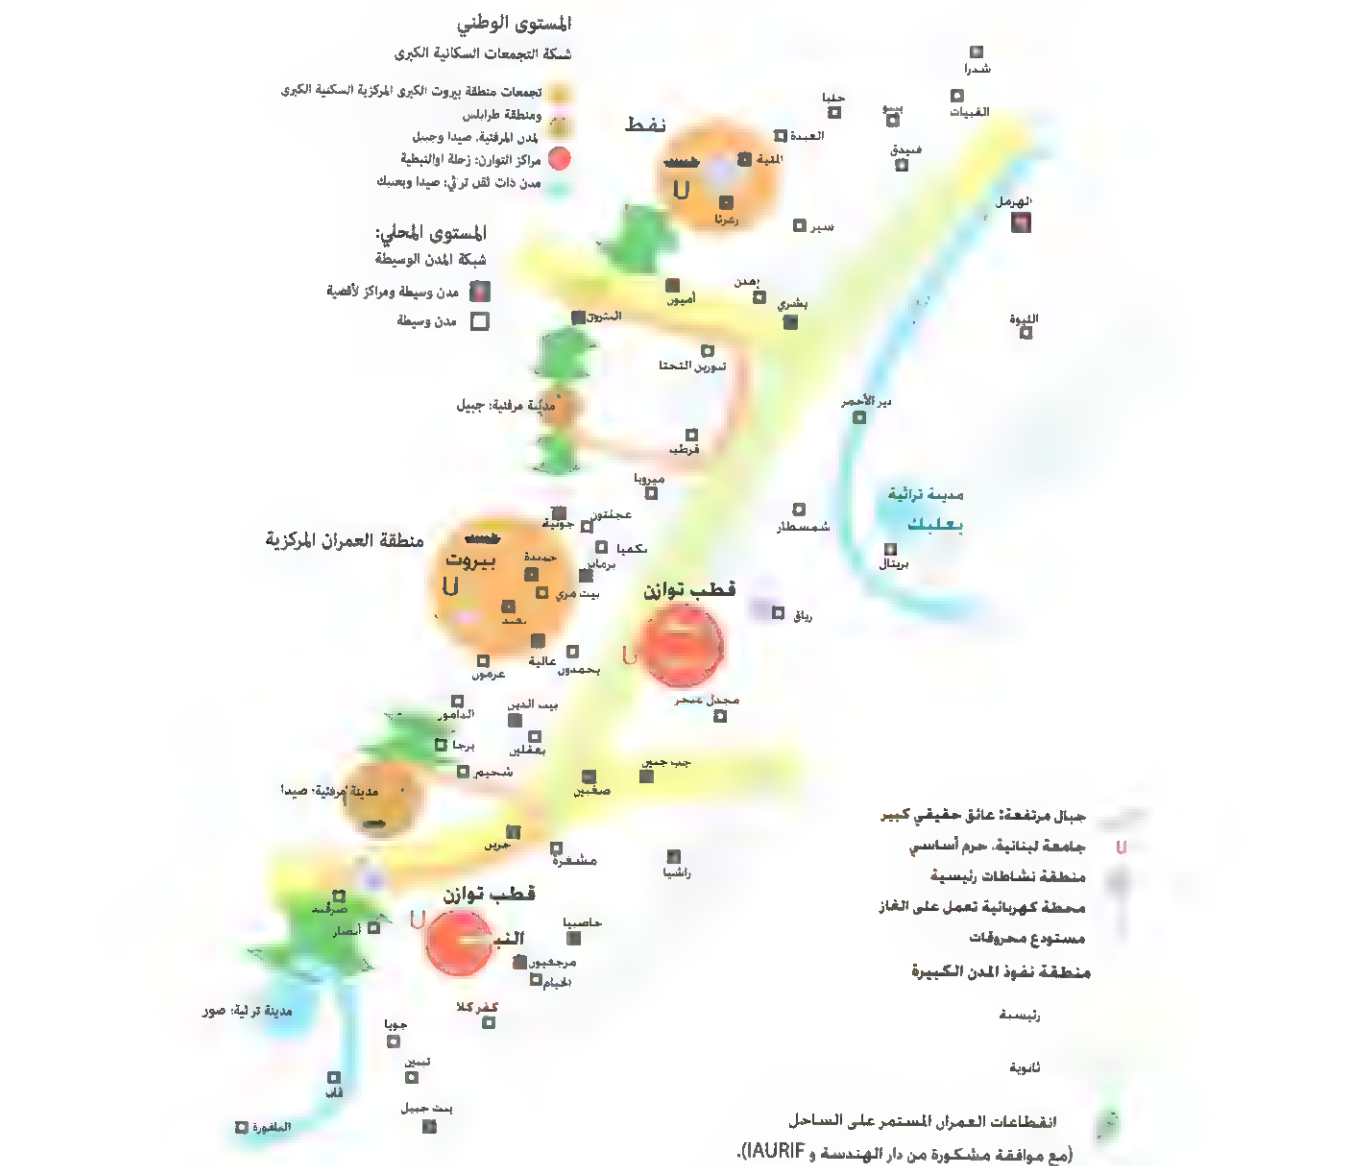 المستوى الوطني
شبكة التجمعات السكانية الكبرى
تجمعات منطقة بيروت الكبرى المركزية السكنية الكبرى
ومنطقة طرابلس
لمدن المرفئية، صيدا وجبيل
مراكز التوازن: زحلة اوالنبطية
مدن ذات ثقل تراثي: صيدا وبعلبك
المستوى المحلي:
شبكة المدن الوسيطة
مدن وسيطة ومراكز لأقضية
مدن وسيطة
شدرا
القبيات
حلبا
العبدة
فنيدق
نفط
U
المنية
زغرتا
سير
الهرمل
أميون
بشري
البترون
اللبوة
تنورين التحتا
دير الأحمر
مدينة مرفئية: جبيل
قرطبا
ميروبا
مدينة تراثية
بعلبك
شمسطار
بريتال
عجلتون
جونية
بكفيا
منطقة العمران المركزية
بيروت
U
بيت مري
عالية
بحمدون
عرمون
قطب توازن
U
رياق
مجدل عنجر
الدامور
بيت الدين
بعقلين
برجا
شحيم
صغبين
جب جنين
مدينة مرفئية: صيدا
جزين
مشغرة
راشيا
قطب توازن
U
النب
صرفند
أنصار
حاصبيا
مرجعيون
الخيام
كفركلا
مدينة تراثية: صور
جويا
تبنين
قانا
بنت جبيل
الناقورة
جبال مرتفعة: عائق حقيقي كبير
جامعة لبنانية، حرم أساسي U
منطقة نشاطات رئيسية
محطة كهربائية تعمل على الغاز
مستودع محروقات
منطقة نفوذ المدن الكبيرة
رئيسية
ثانوية
انقطاعات العمران المستمر على الساحل
(مع موافقة مشكورة من دار الهندسة و IAURIF).